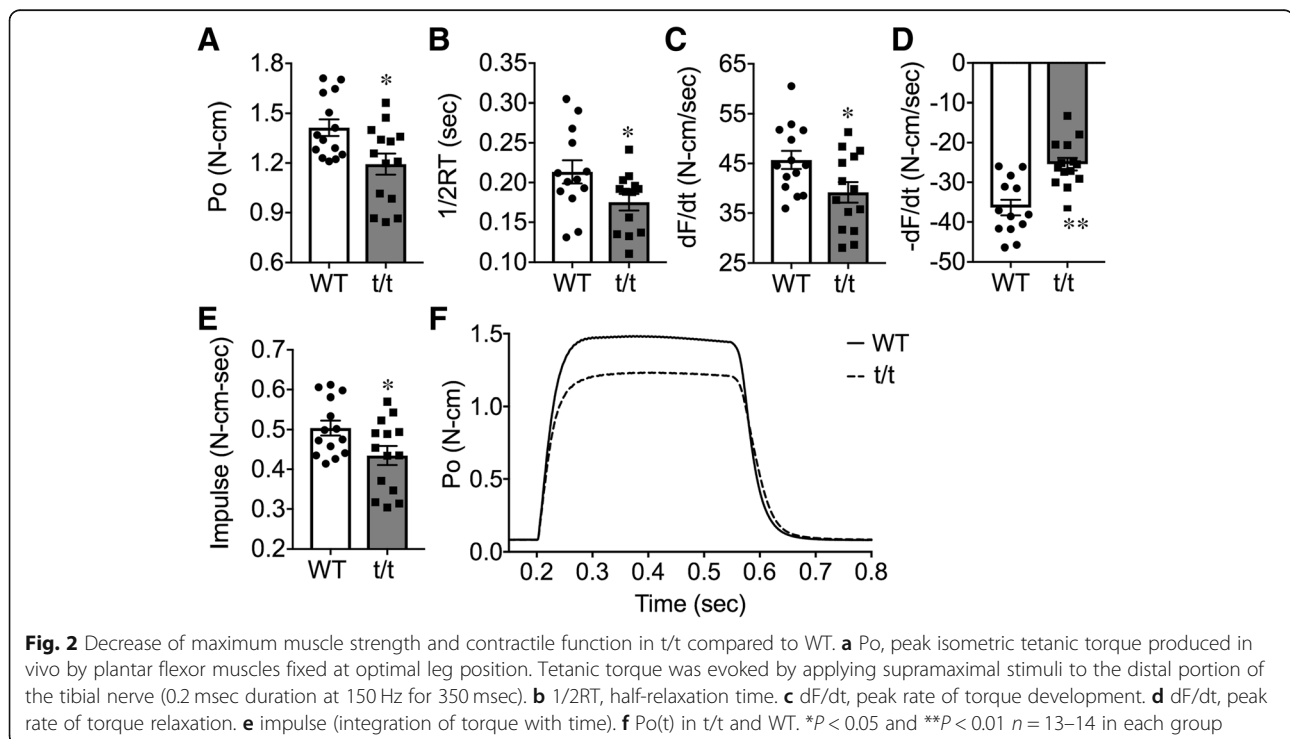 A
Po (N-cm)
1.8
1.5
1.2
0.9
0.6
*
WT t/t
B
1/2RT (sec)
0.35
0.30
0.25
0.20
0.15
0.10
*
WT t/t
C
dF/dt (N-cm/sec)
65
55
45
35
25
*
WT t/t
D
-dF/dt (N-cm/sec)
0
-10
-20
-30
-40
-50
WT t/t
**
E
Impulse (N-cm-sec)
0.7
0.6
0.5
0.4
0.3
0.2
*
WT t/t
F
Po (N-cm)
1.5
1.0
0.5
0.0
WT
t/t
0.2 0.3 0.4 0.5 0.6 0.7 0.8
Time (sec)
Fig. 2 Decrease of maximum muscle strength and contractile function in t/t compared to WT. a Po, peak isometric tetanic torque produced in
vivo by plantar flexor muscles fixed at optimal leg position. Tetanic torque was evoked by applying supramaximal stimuli to the distal portion of
the tibial nerve (0.2 msec duration at 150 Hz for 350 msec). b 1/2RT, half-relaxation time. c dF/dt, peak rate of torque development. d dF/dt, peak
rate of torque relaxation. e impulse (integration of torque with time). f Po(t) in t/t and WT. *P < 0.05 and **P < 0.01 n = 13–14 in each group